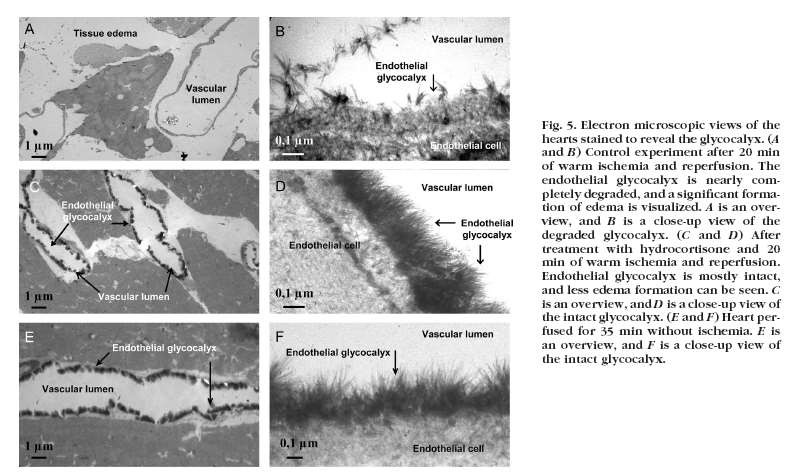 A
Tissue edema
Vascular
lumen
1 µm
B
Vascular lumen
Endothelial
glycocalyx
0,1 µm
Endothelial cell
C
Endothelial
glycocalyx
Vascular lumen
1 µm
D
Vascular lumen
Endothelial
glycocalyx
Endothelial cell
0,1 µm
E
Endothelial glycocalyx
Vascular lumen
1 µm
F
Vascular lumen
Endothelial glycocalyx
0,1 µm
Endothelial cell
Fig. 5. Electron microscopic views of the
hearts stained to reveal the glycocalyx. (A
and B) Control experiment after 20 min
of warm ischemia and reperfusion. The
endothelial glycocalyx is nearly com-
pletely degraded, and a significant forma-
tion of edema is visualized. A is an over-
view, and B is a close-up view of the
degraded glycocalyx. (C and D) After
treatment with hydrocortisone and 20
min of warm ischemia and reperfusion.
Endothelial glycocalyx is mostly intact,
and less edema formation can be seen. C
is an overview, and D is a close-up view of
the intact glycocalyx. (E and F) Heart per-
fused for 35 min without ischemia. E is
an overview, and F is a close-up view of
the intact glycocalyx.